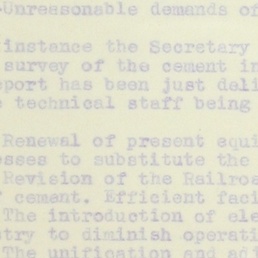 -Unreasonable demands of
instance the Secretary
survey of the cement in
port has been just deli
technical staff being
Renewal of present equi
sses to substitute the
Revision of the Railroa
cement. Efficient faci
The introduction of ele
try to diminish operati
The unification and adj